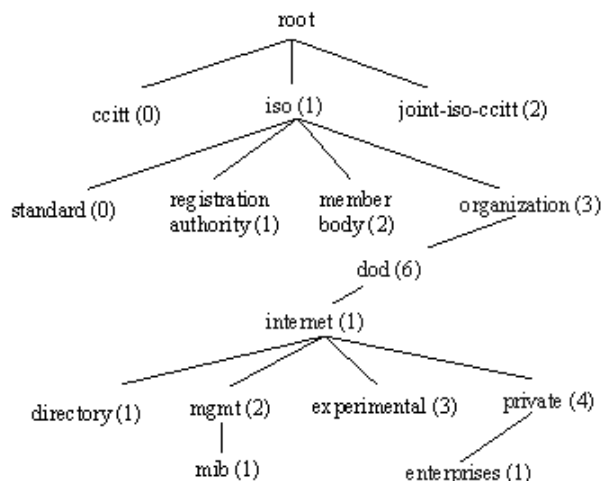 root
ccitt (0)
iso (1)
joint-iso-ccitt (2)
standard (0)
registration
authority (1)
member
body (2)
organization (3)
dod (6)
internet (1)
directory (1)
mgmt (2)
experimental (3)
private (4)
mib (1)
enterprises (1)